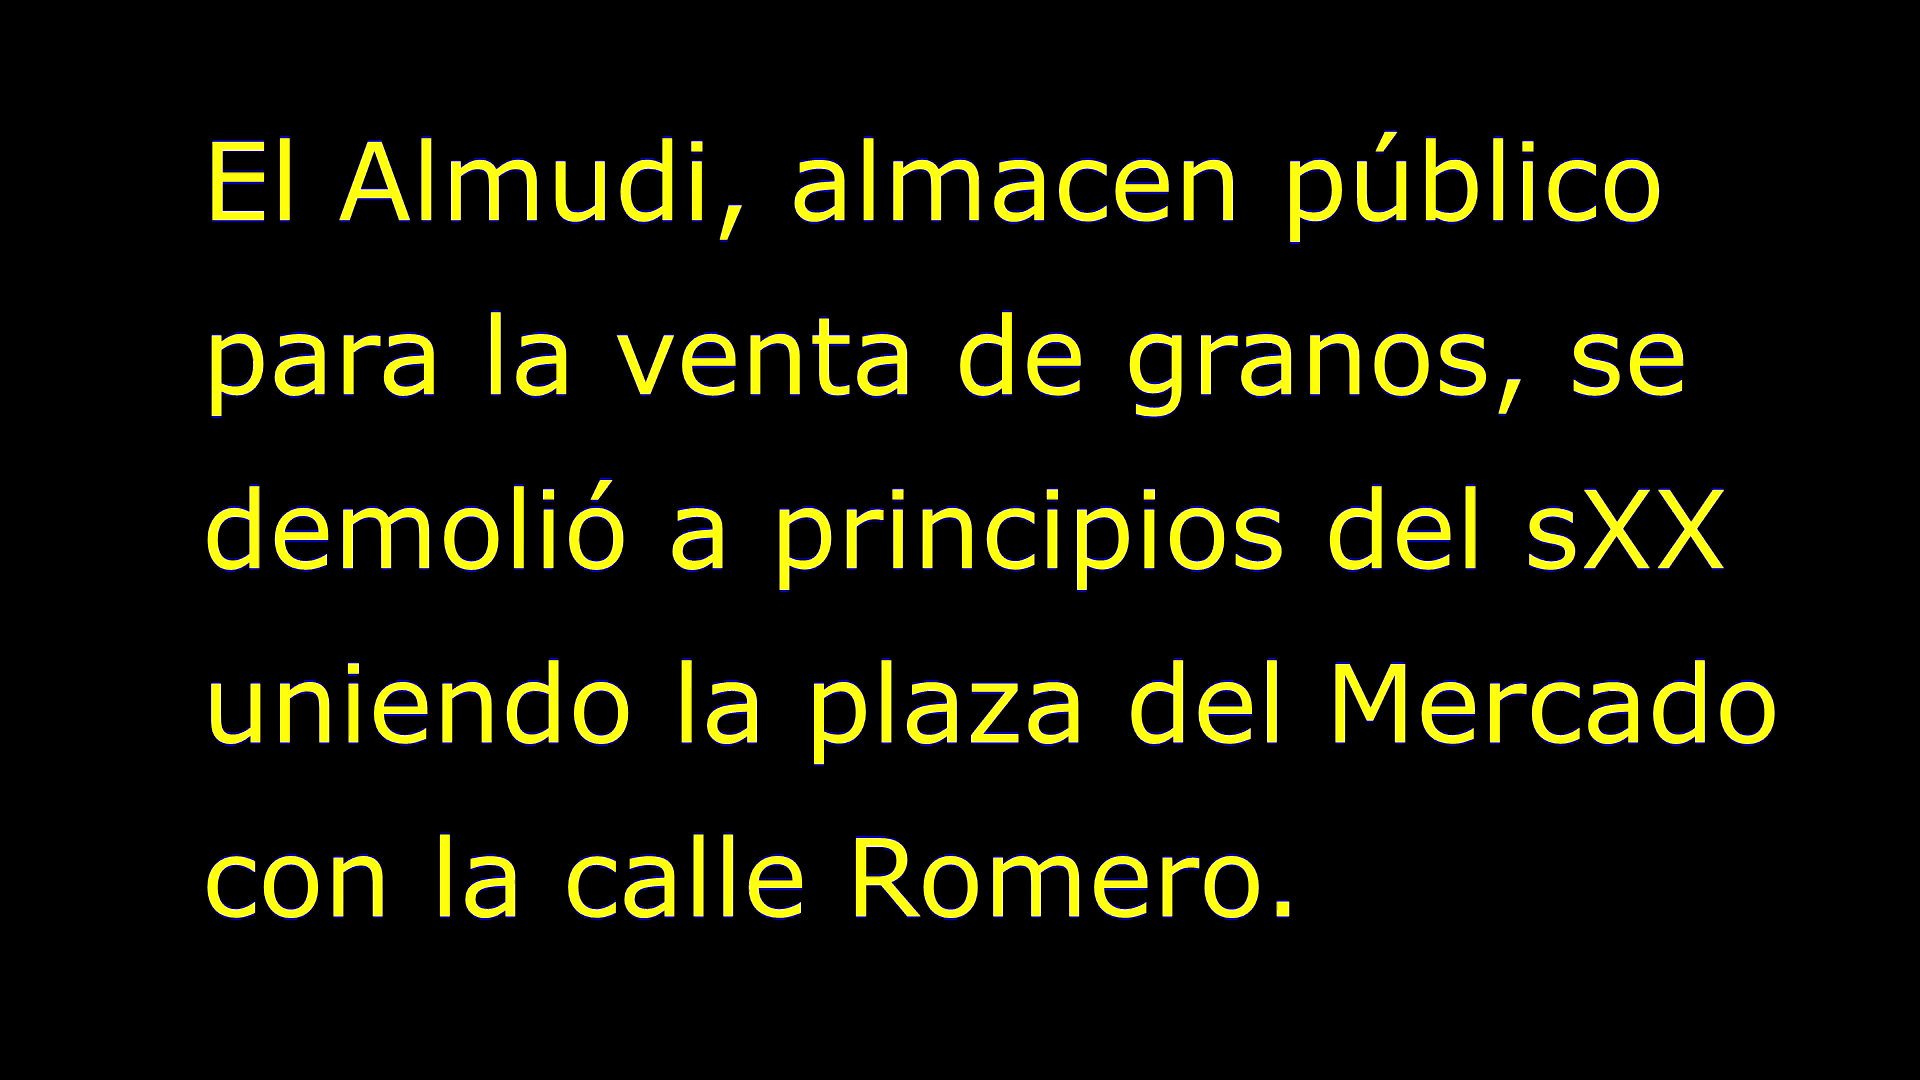 El Almudi, almacen público
para la venta de granos, se
demolió a principios del sXX
uniendo la plaza del Mercado
con la calle Romero.